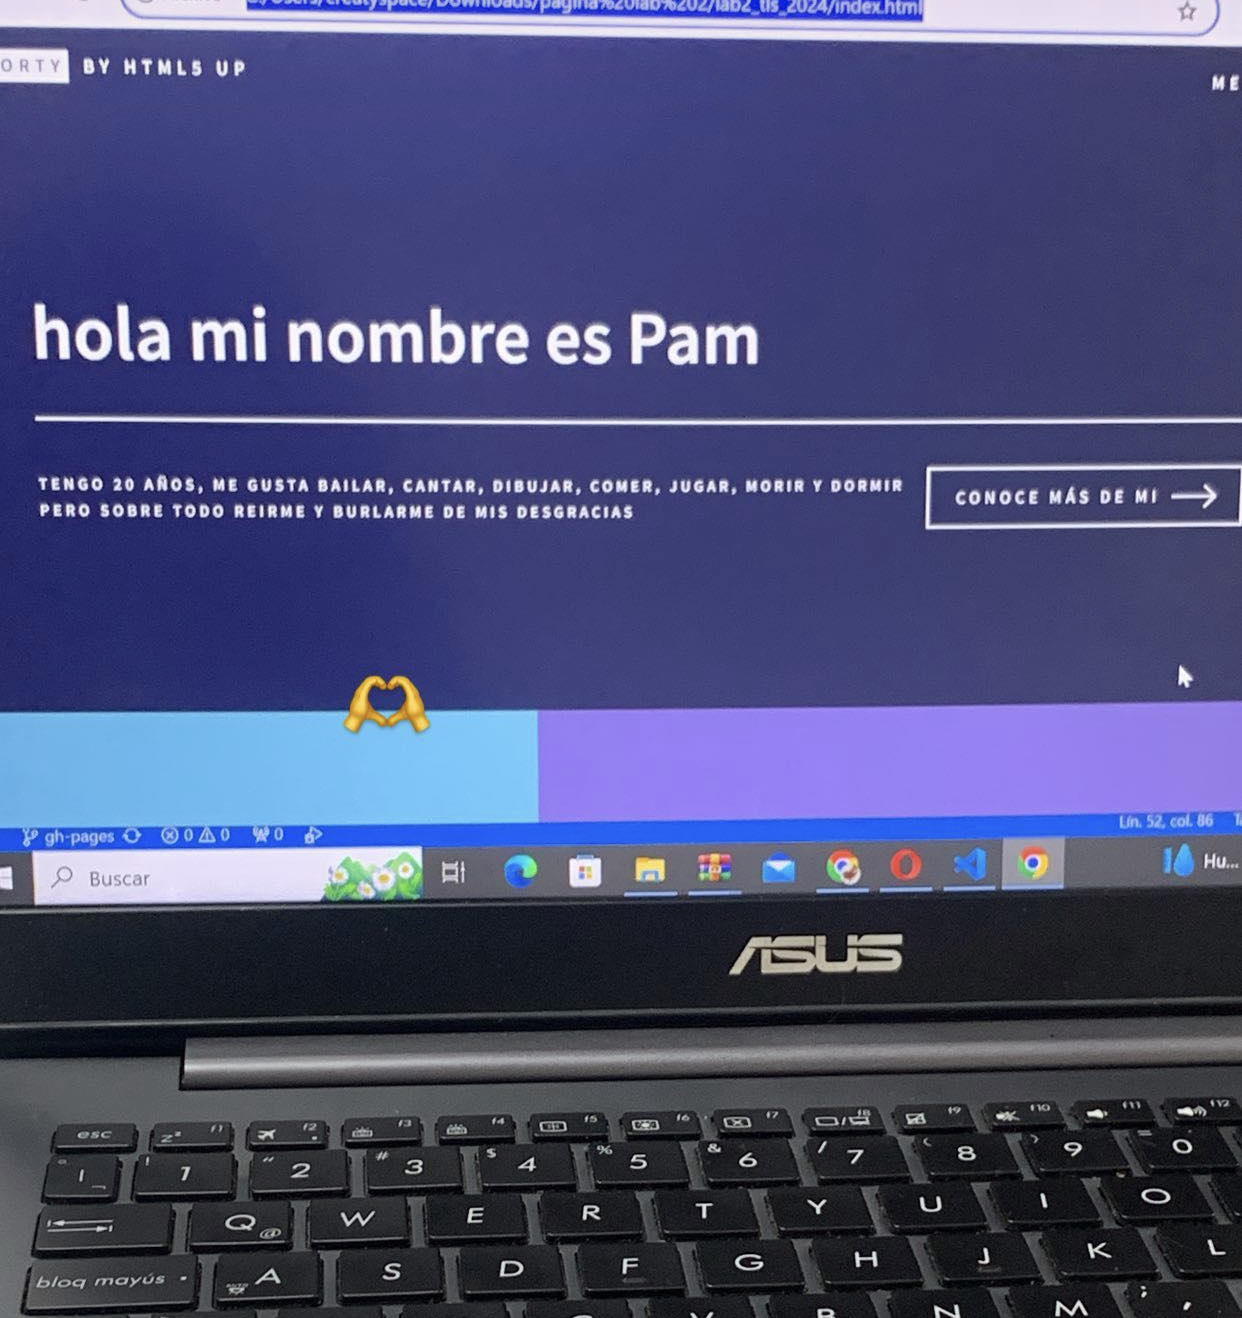 /Downloads/pagina%20lab%202/lab2_tls_2024/index.html
ORTY BY HTML5 UP
ME
hola mi nombre es Pam
TENGO 20 AÑOS, ME GUSTA BAILAR, CANTAR, DIBUJAR, COMER, JUGAR, MORIR Y DORMIR
PERO SOBRE TODO REIRME Y BURLARME DE MIS DESGRACIAS
CONOCE MÁS DE MI
gh-pages 0 0 0 Lín. 52, col. 86
Buscar Hu...
ASUS
esc f1 f2 f3 f4 f5 f6 f7 f8 f9 f10 f11 f12
1 2 3 4 5 6 7 8 9 0
Q W E R T Y U I O
bloq mayús A S D F G H J K L
B N M